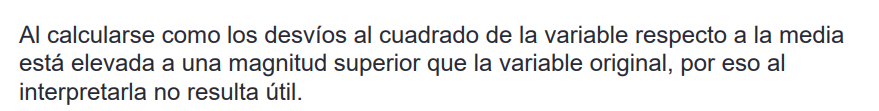 Al calcularse como los desvíos al cuadrado de la variable respecto a la media
está elevada a una magnitud superior que la variable original, por eso al
interpretarla no resulta útil.